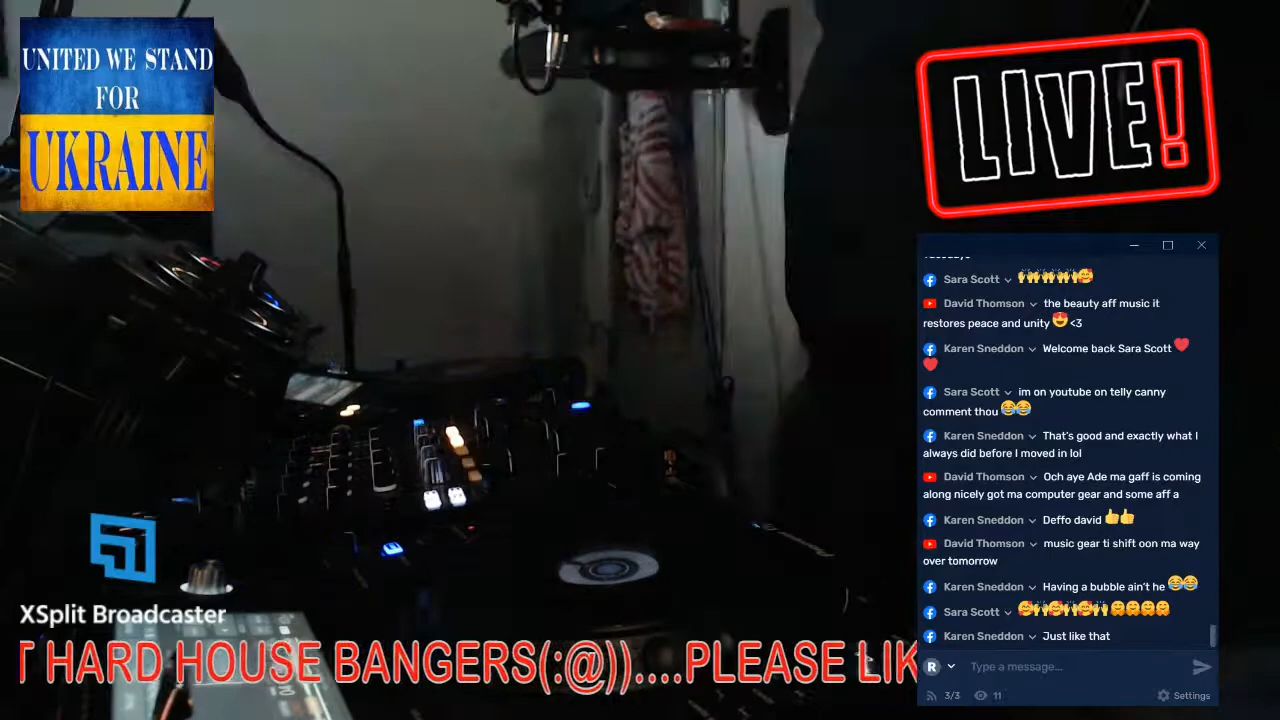 UNITED WE STAND
FOR
UKRAINE
LIVE!
Sara Scott
David Thomson the beauty aff music it
restores peace and unity 😍 <3
Karen Sneddon Welcome back Sara Scott ❤️
❤️
Sara Scott im on youtube on telly canny
comment thou 😂😂
Karen Sneddon That's good and exactly what I
always did before I moved in lol
David Thomson Och aye Ade ma gaff is coming
along nicely got ma computer gear and some aff a
Karen Sneddon Deffo david 👍👍
David Thomson music gear ti shift oon ma way
over tomorrow
Karen Sneddon Having a bubble ain't he 😂😂
Sara Scott 🥰🙌🥰🙌🥰🙌🤗🤗🤗🤗
Karen Sneddon Just like that
R Type a message...
3/3 11 Settings
XSplit Broadcaster
T HARD HOUSE BANGERS(:@))....PLEASE LIK